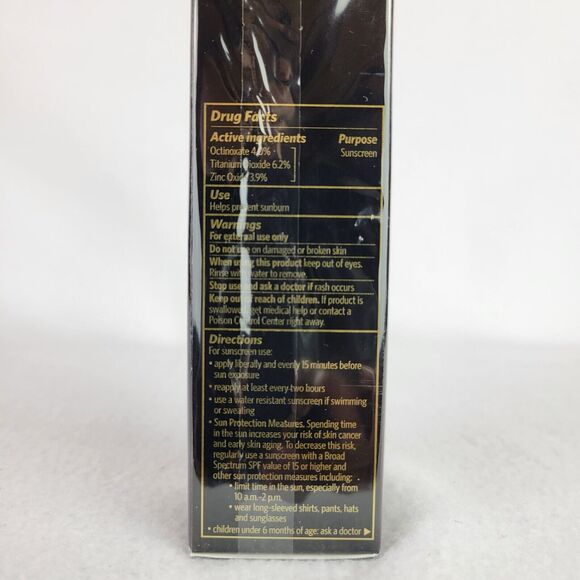 Drug Facts
Active ingredients Purpose
Octinoxate 4.0% Sunscreen
Titanium Dioxide 6.2%
Zinc Oxide 3.9%
Use
Helps prevent sunburn
Warnings
For external use only
Do not use on damaged or broken skin
When using this product keep out of eyes.
Rinse with water to remove.
Stop use and ask a doctor if rash occurs
Keep out of reach of children. If product is
swallowed, get medical help or contact a
Poison Control Center right away.
Directions
For sunscreen use:
• apply liberally and evenly 15 minutes before
sun exposure
• reapply at least every two hours
• use a water resistant sunscreen if swimming
or sweating
• Sun Protection Measures. Spending time
in the sun increases your risk of skin cancer
and early skin aging. To decrease this risk,
regularly use a sunscreen with a Broad
Spectrum SPF value of 15 or higher and
other sun protection measures including:
• limit time in the sun, especially from
10 a.m.-2 p.m.
• wear long-sleeved shirts, pants, hats
and sunglasses
• children under 6 months of age: ask a doctor ▶